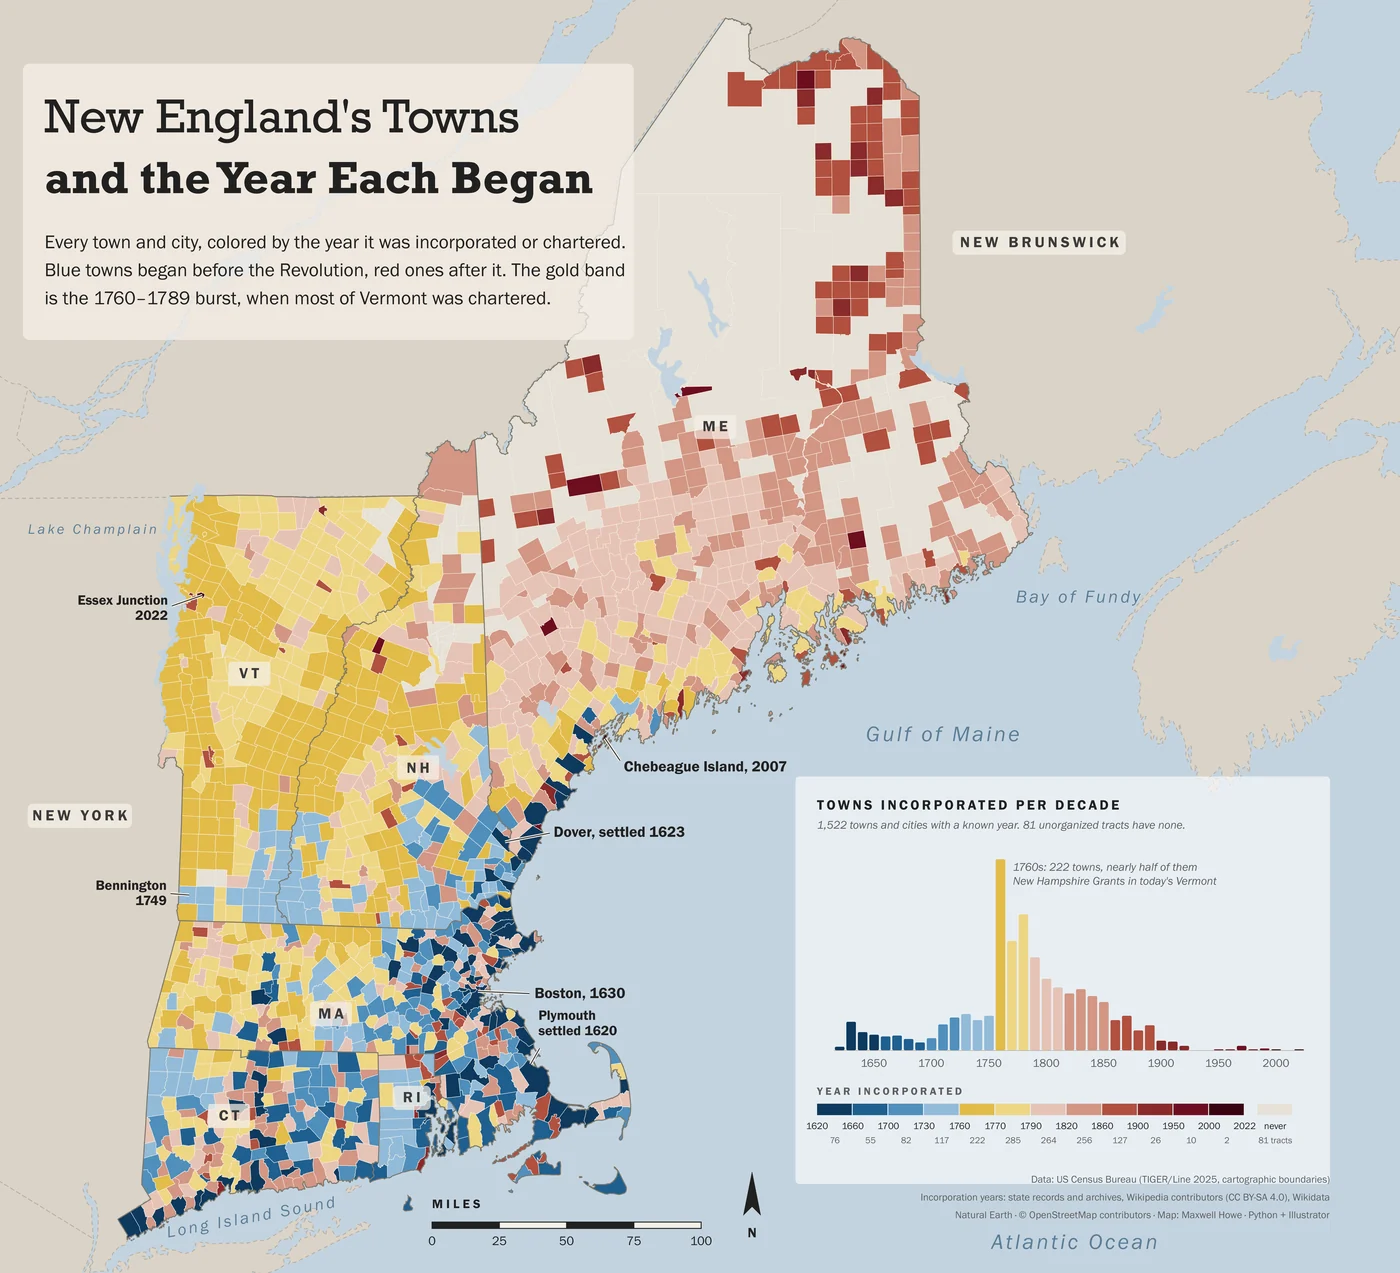 New England's Towns
and the Year Each Began
Every town and city, colored by the year it was incorporated or chartered.
Blue towns began before the Revolution, red ones after it. The gold band
is the 1760–1789 burst, when most of Vermont was chartered.
NEW BRUNSWICK
ME
Lake Champlain
Essex Junction
2022
Bay of Fundy
VT
Gulf of Maine
NH
Chebeague Island, 2007
NEW YORK
Dover, settled 1623
Bennington
1749
Boston, 1630
MA
Plymouth
settled 1620
RI
CT
Long Island Sound
MILES
0 25 50 75 100
N
TOWNS INCORPORATED PER DECADE
1,522 towns and cities with a known year. 81 unorganized tracts have none.
1760s: 222 towns, nearly half of them
New Hampshire Grants in today's Vermont
1650 1700 1750 1800 1850 1900 1950 2000
YEAR INCORPORATED
1620 1660 1700 1730 1760 1770 1790 1820 1860 1900 1950 2000 2022 never
76 55 82 117 222 285 264 256 127 26 10 2 81 tracts
Data: US Census Bureau (TIGER/Line 2025, cartographic boundaries)
Incorporation years: state records and archives, Wikipedia contributors (CC BY-SA 4.0), Wikidata
Natural Earth · © OpenStreetMap contributors · Map: Maxwell Howe · Python + Illustrator
Atlantic Ocean